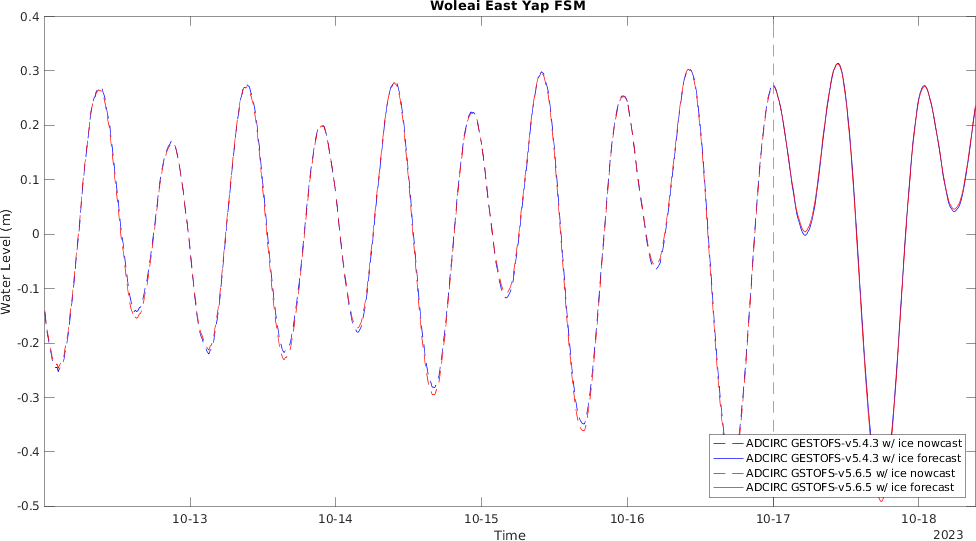 Woleai East Yap FSM
0.4
0.3
0.2
0.1
0
-0.1
-0.2
-0.3
-0.4
-0.5
Water Level (m)
ADCIRC GESTOFS-v5.4.3 w/ ice nowcast
ADCIRC GESTOFS-v5.4.3 w/ ice forecast
ADCIRC GSTOFS-v5.6.5 w/ ice nowcast
ADCIRC GSTOFS-v5.6.5 w/ ice forecast
10-13 10-14 10-15 10-16 10-17 10-18
Time 2023